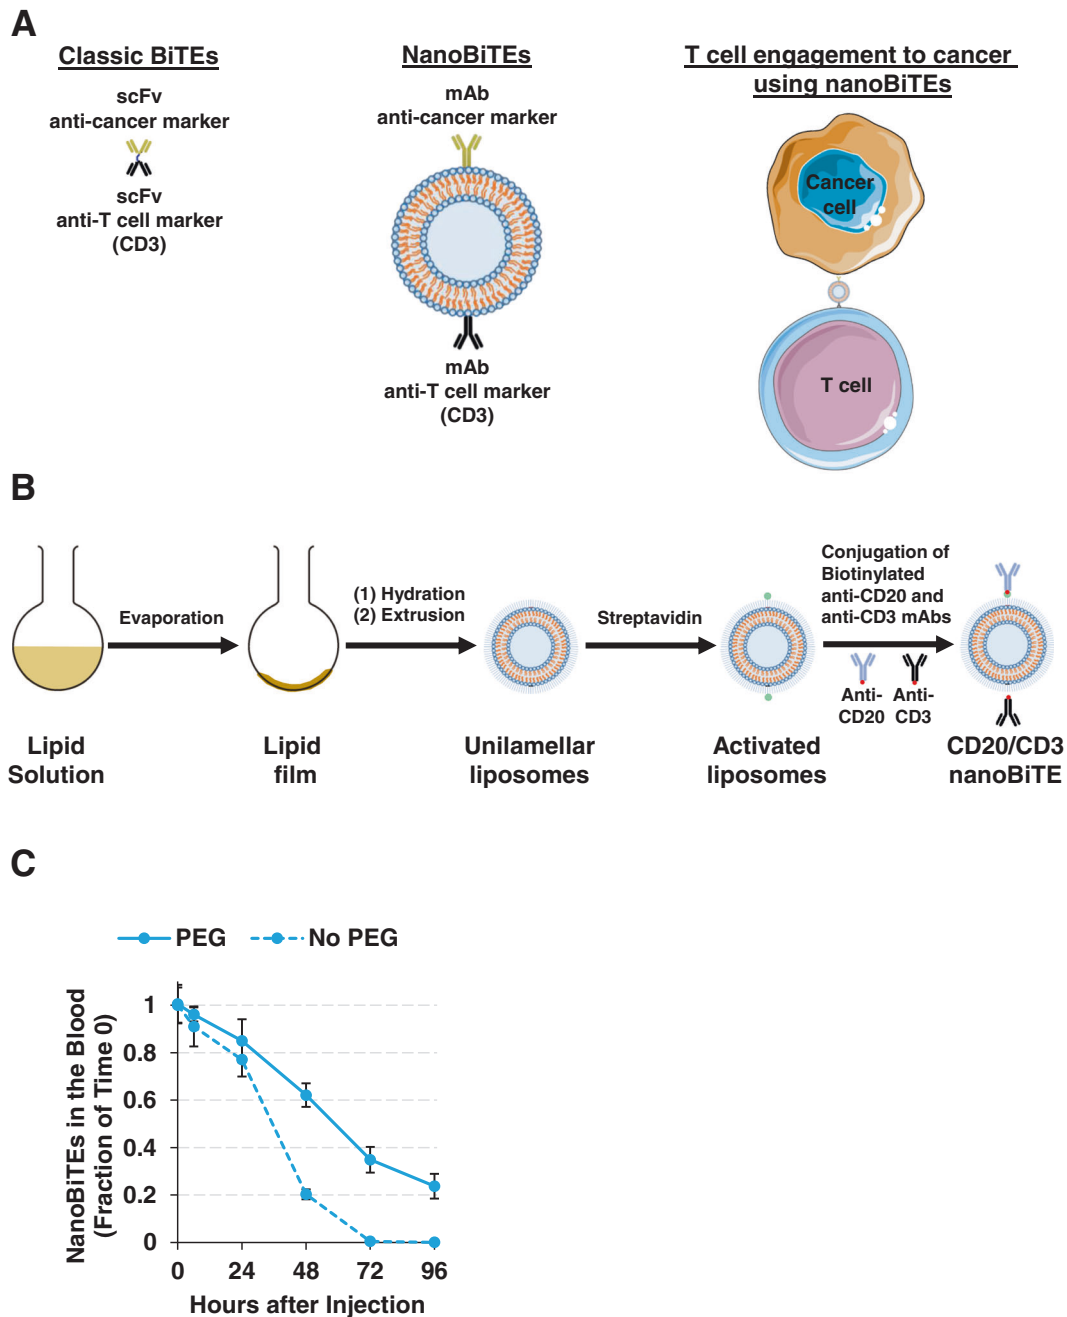 A
Classic BiTEs
scFv
anti-cancer marker
scFv
anti-T cell marker
(CD3)
NanoBiTEs
mAb
anti-cancer marker
mAb
anti-T cell marker
(CD3)
T cell engagement to cancer
using nanoBiTEs
Cancer
cell
T cell
B
Evaporation
(1) Hydration
(2) Extrusion
Streptavidin
Conjugation of
Biotinylated
anti-CD20 and
anti-CD3 mAbs
Anti-
CD20
Anti-
CD3
Lipid
Solution
Lipid
film
Unilamellar
liposomes
Activated
liposomes
CD20/CD3
nanoBiTE
C
PEG
No PEG
NanoBiTEs in the Blood
(Fraction of Time 0)
1
0.8
0.6
0.4
0.2
0
0 24 48 72 96
Hours after Injection